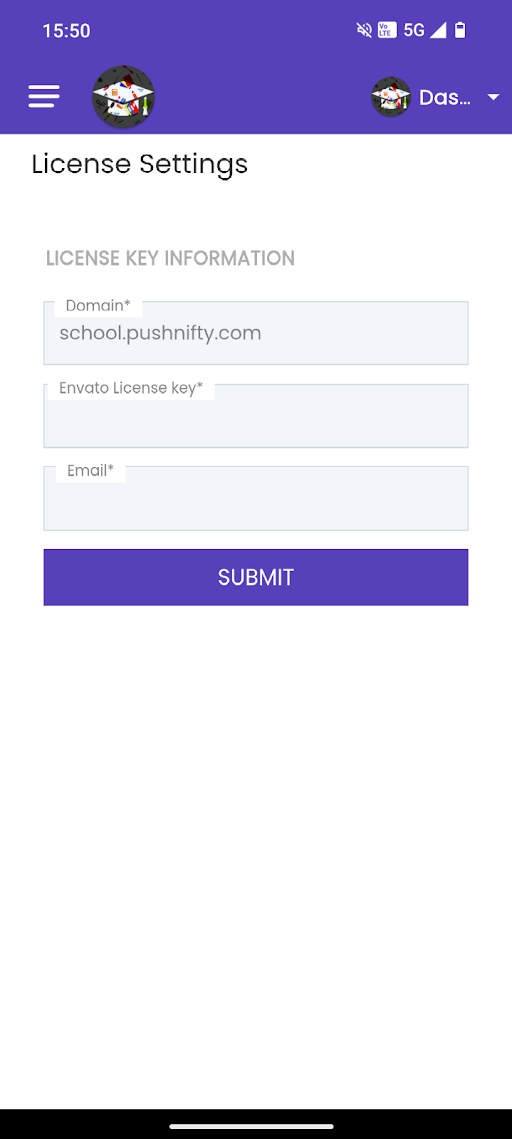 15:50
Vo LTE 5G
Das...
License Settings
LICENSE KEY INFORMATION
Domain*
school.pushnifty.com
Envato License key*
Email*
SUBMIT